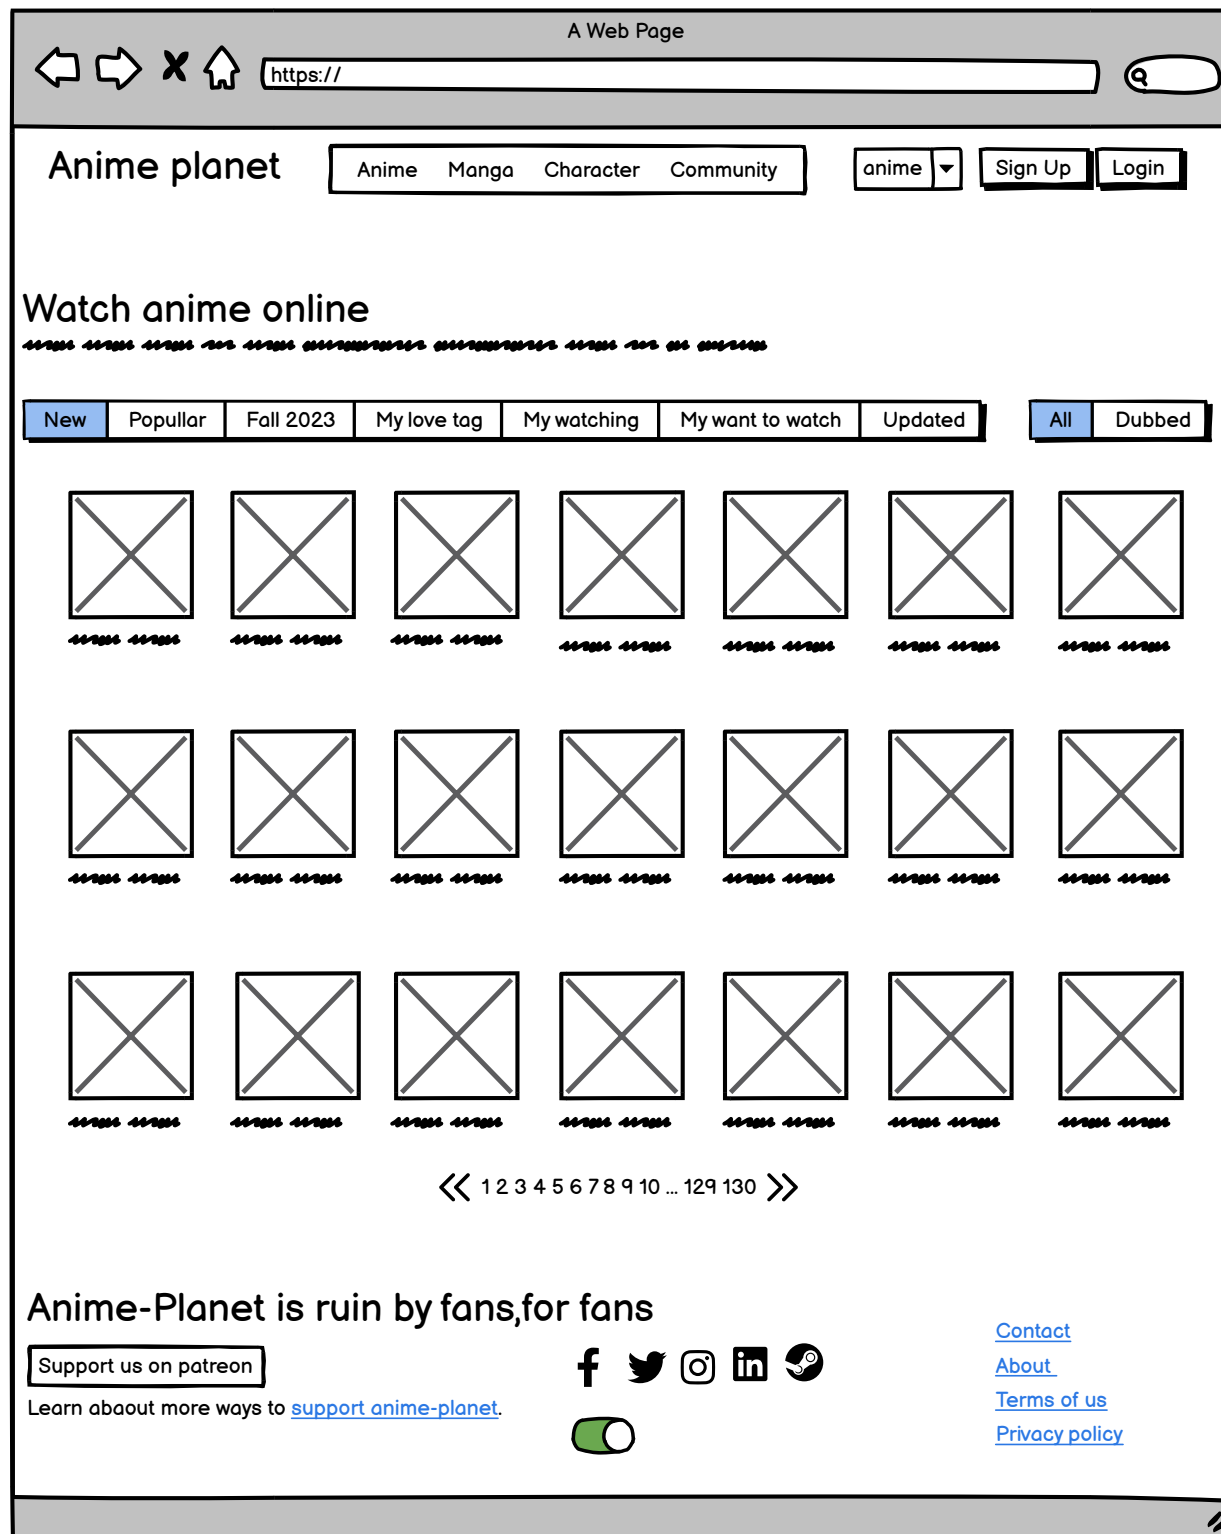 A Web Page
https://
Anime planet
Anime Manga Character Community
anime
Sign Up
Login
Watch anime online
New Popullar Fall 2023 My love tag My watching My want to watch Updated
All Dubbed
1 2 3 4 5 6 7 8 9 10 ... 129 130
Anime-Planet is ruin by fans,for fans
Support us on patreon
Learn abaout more ways to support anime-planet.
Contact
About
Terms of us
Privacy policy